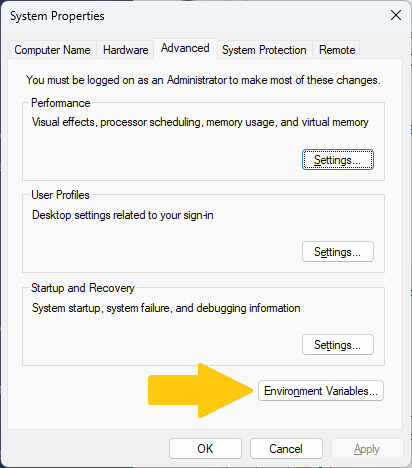 System Properties
Computer Name Hardware Advanced System Protection Remote
You must be logged on as an Administrator to make most of these changes.
Performance
Visual effects, processor scheduling, memory usage, and virtual memory
Settings...
User Profiles
Desktop settings related to your sign-in
Settings...
Startup and Recovery
System startup, system failure, and debugging information
Settings...
Environment Variables...
OK Cancel Apply